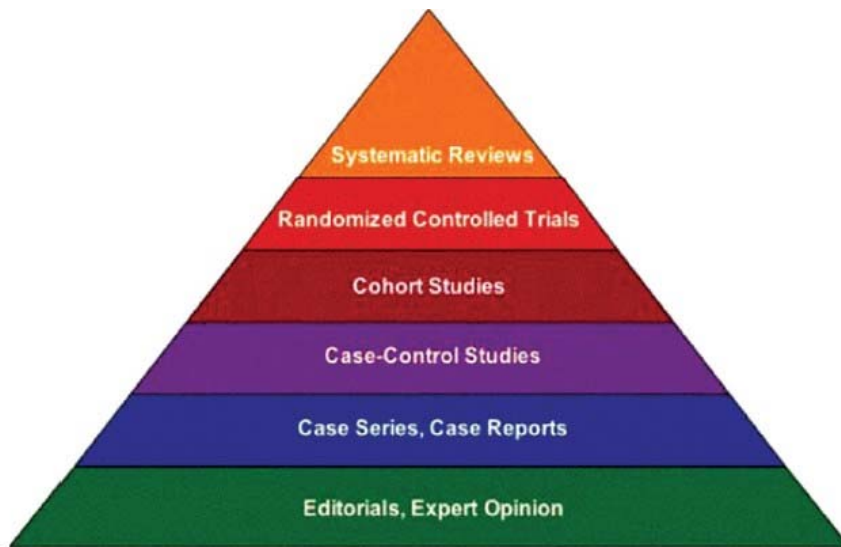 Systematic Reviews
Randomized Controlled Trials
Cohort Studies
Case-Control Studies
Case Series, Case Reports
Editorials, Expert Opinion